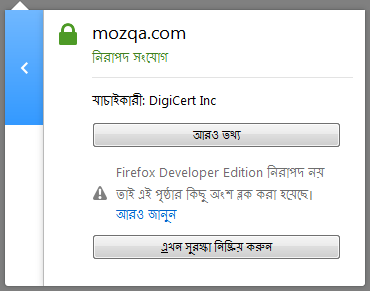 mozqa.com
নিরাপদ সংযোগ
যাচাইকারী: DigiCert Inc
আরও তথ্য
Firefox Developer Edition নিরাপদ নয়
তাই এই পৃষ্ঠার কিছু অংশ ব্লক করা হয়েছে।
আরও জানুন
এখন সুরক্ষা নিষ্ক্রিয় করুন